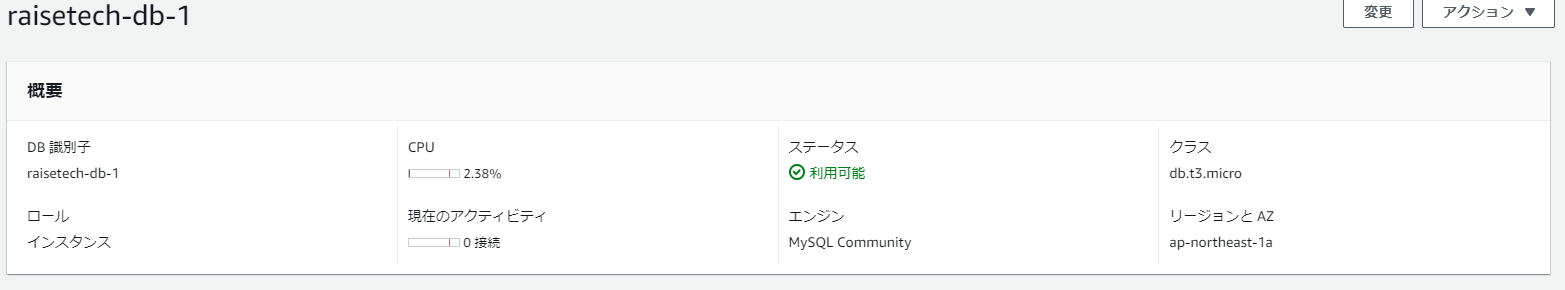 raisetech-db-1
変更
アクション ▼
概要
DB 識別子
raisetech-db-1
CPU
2.38%
ステータス
利用可能
クラス
db.t3.micro
ロール
インスタンス
現在のアクティビティ
0 接続
エンジン
MySQL Community
リージョンと AZ
ap-northeast-1a